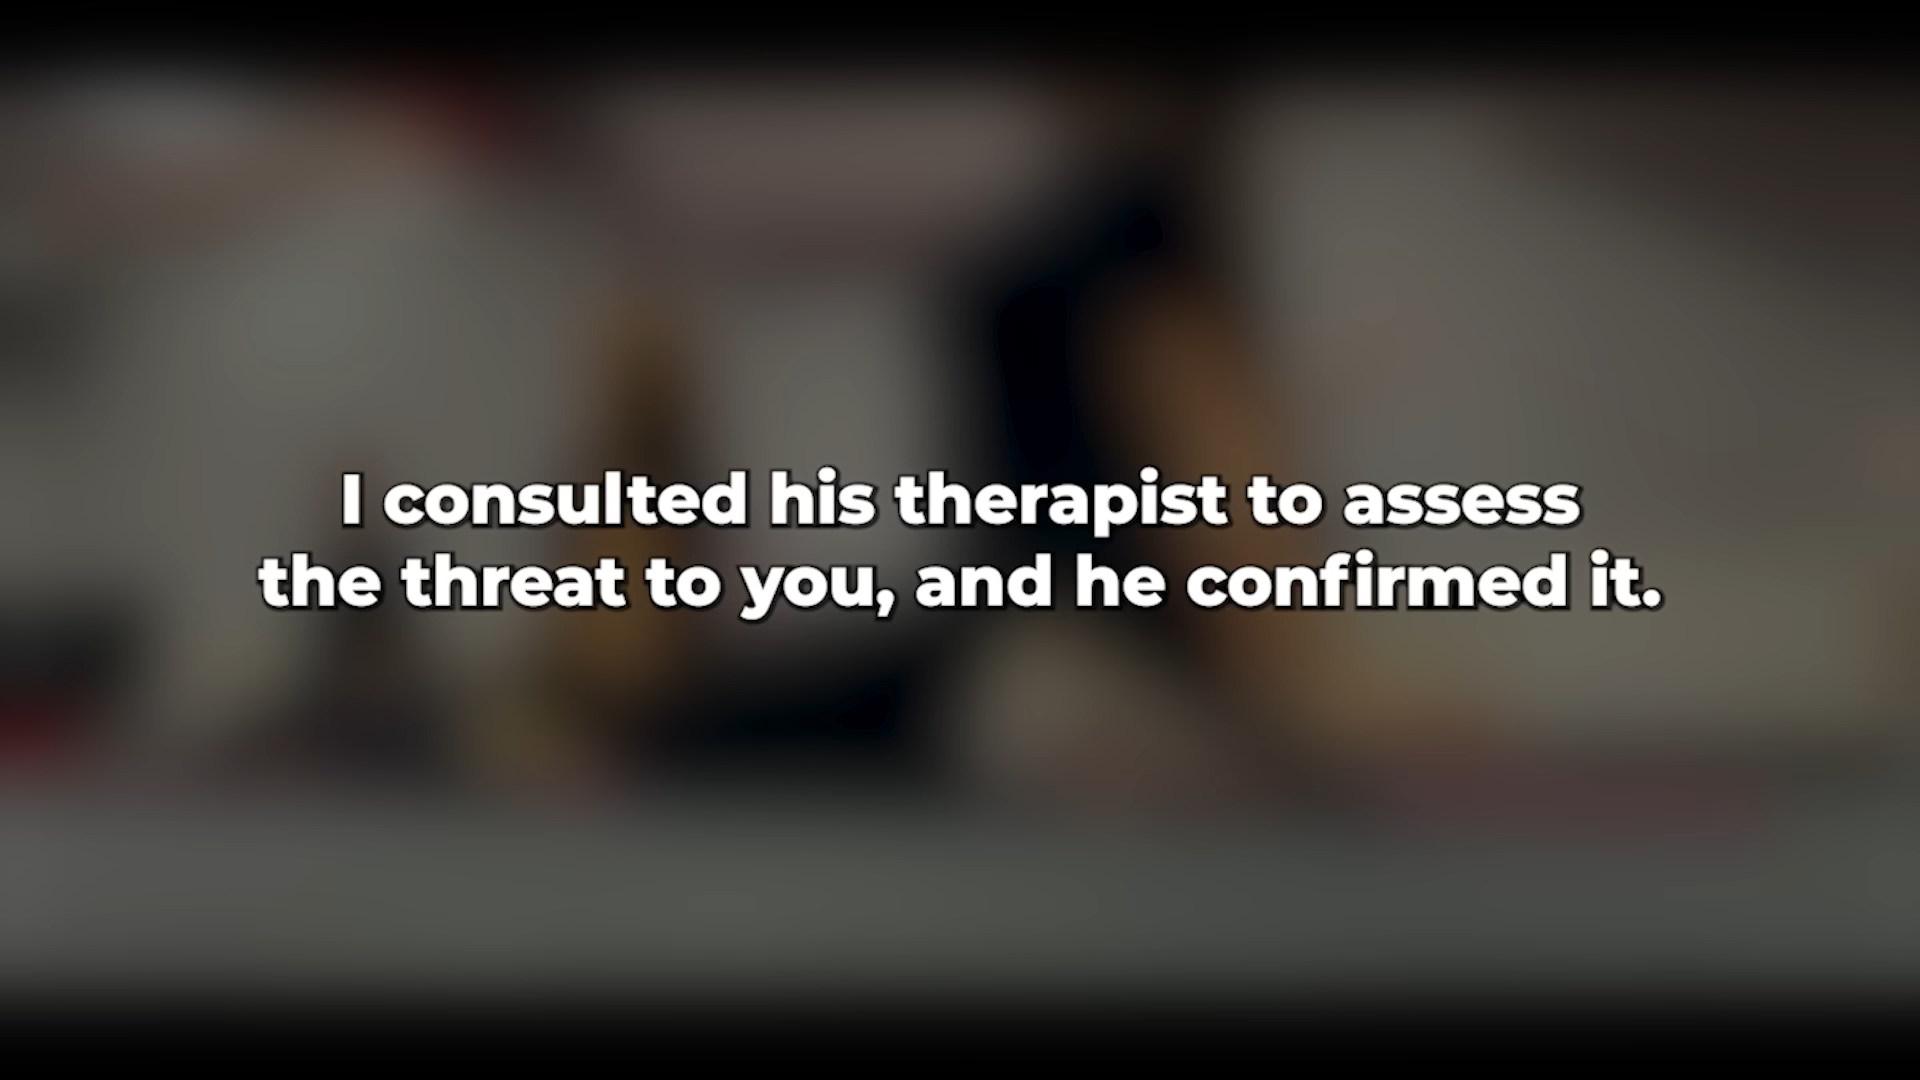 I consulted his therapist to assess
the threat to you, and he confirmed it.